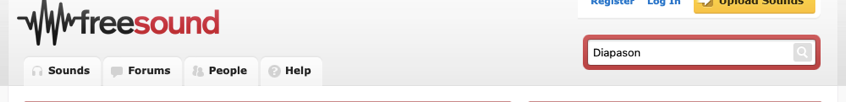 Register Log In Upload Sounds
freesound
Diapason
Sounds Forums People Help